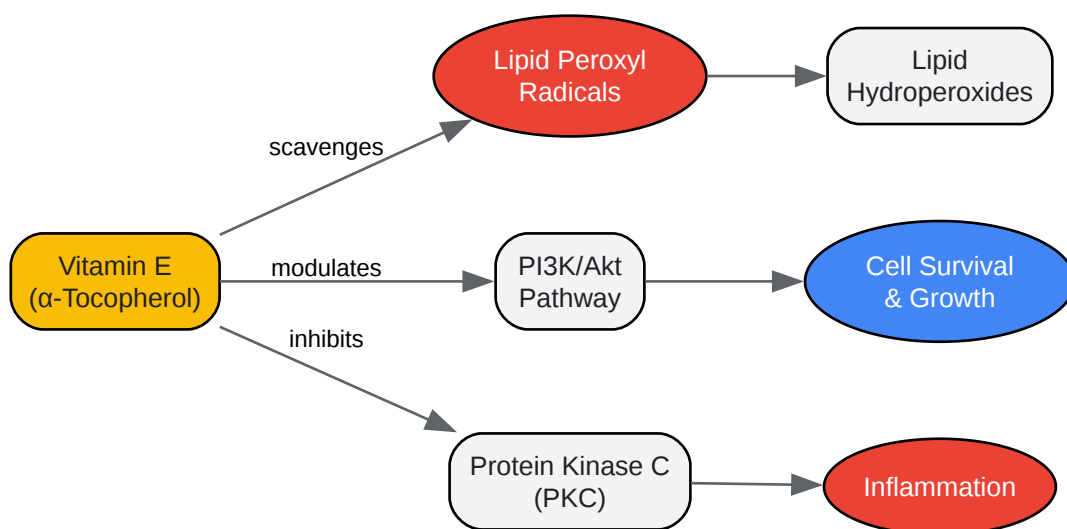 Lipid Peroxyl
Radicals
Lipid
Hydroperoxides
scavenges
Vitamin E
(α-Tocopherol)
modulates
PI3K/Akt
Pathway
Cell Survival
& Growth
inhibits
Protein Kinase C
(PKC)
Inflammation